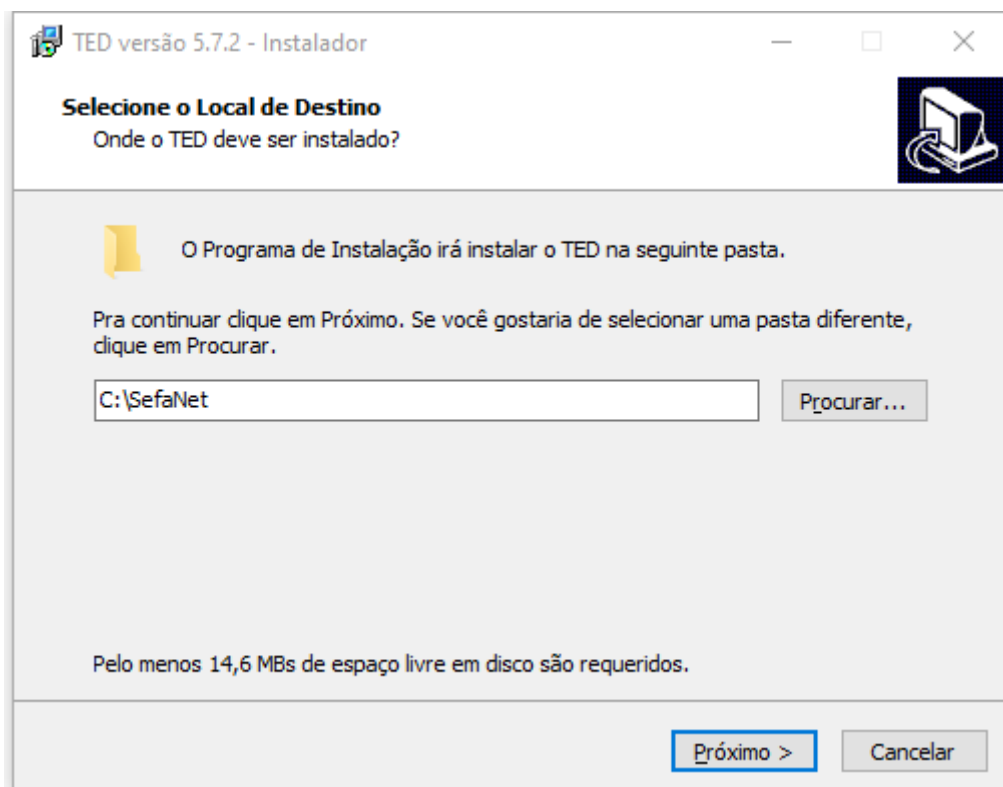 TED versão 5.7.2 - Instalador
Selecione o Local de Destino
Onde o TED deve ser instalado?
O Programa de Instalação irá instalar o TED na seguinte pasta.
Pra continuar clique em Próximo. Se você gostaria de selecionar uma pasta diferente,
clique em Procurar.
C:\SefaNet
Procurar...
Pelo menos 14,6 MBs de espaço livre em disco são requeridos.
Próximo >
Cancelar